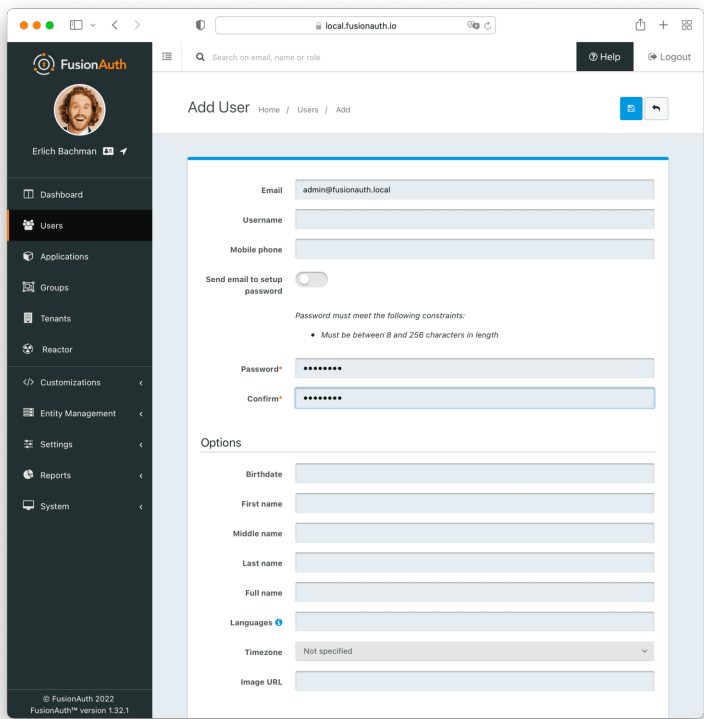 local.fusionauth.io
FusionAuth
Search on email, name or role
Help
Logout
Erlich Bachman
Add User Home / Users / Add
Dashboard
Users
Applications
Groups
Tenants
Reactor
Customizations
Entity Management
Settings
Reports
System
© FusionAuth 2022
FusionAuth™ version 1.32.1
Email admin@fusionauth.local
Username
Mobile phone
Send email to setup
password
Password must meet the following constraints:
• Must be between 8 and 256 characters in length
Password* ••••••••
Confirm* ••••••••
Options
Birthdate
First name
Middle name
Last name
Full name
Languages
Timezone Not specified
Image URL